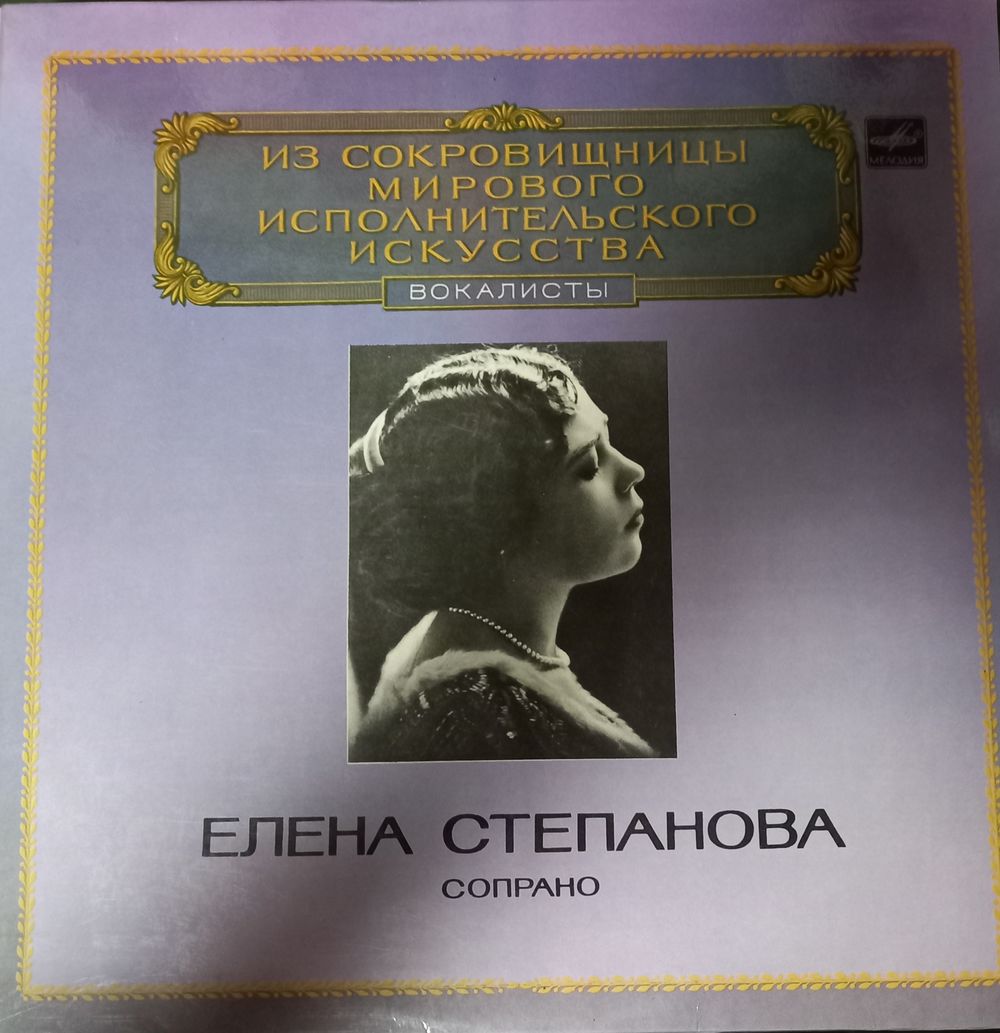 ИЗ СОКРОВИЩНИЦЫ
МИРОВОГО
ИСПОЛНИТЕЛЬСКОГО
ИСКУССТВА
ВОКАЛИСТЫ
МЕЛОДИЯ
ЕЛЕНА СТЕПАНОВА
СОПРАНО